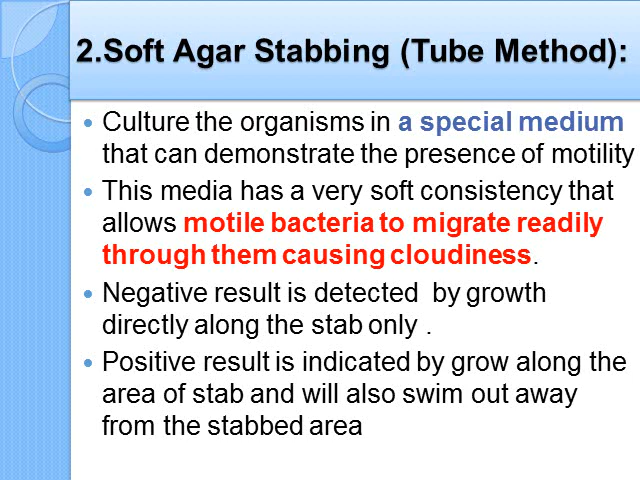 2.Soft Agar Stabbing (Tube Method):
• Culture the organisms in a special medium
that can demonstrate the presence of motility
• This media has a very soft consistency that
allows motile bacteria to migrate readily
through them causing cloudiness.
• Negative result is detected  by growth
directly along the stab only .
• Positive result is indicated by grow along the
area of stab and will also swim out away
from the stabbed area